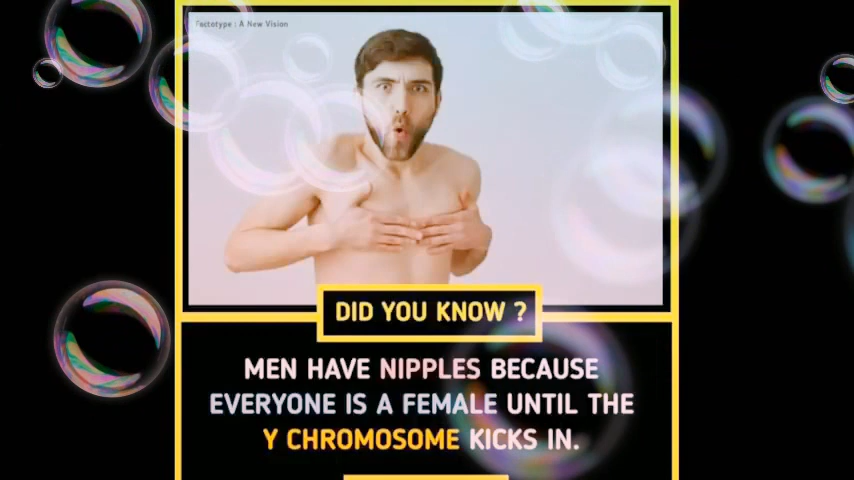 Factotype : A New Vision
DID YOU KNOW ?
MEN HAVE NIPPLES BECAUSE
EVERYONE IS A FEMALE UNTIL THE
Y CHROMOSOME KICKS IN.